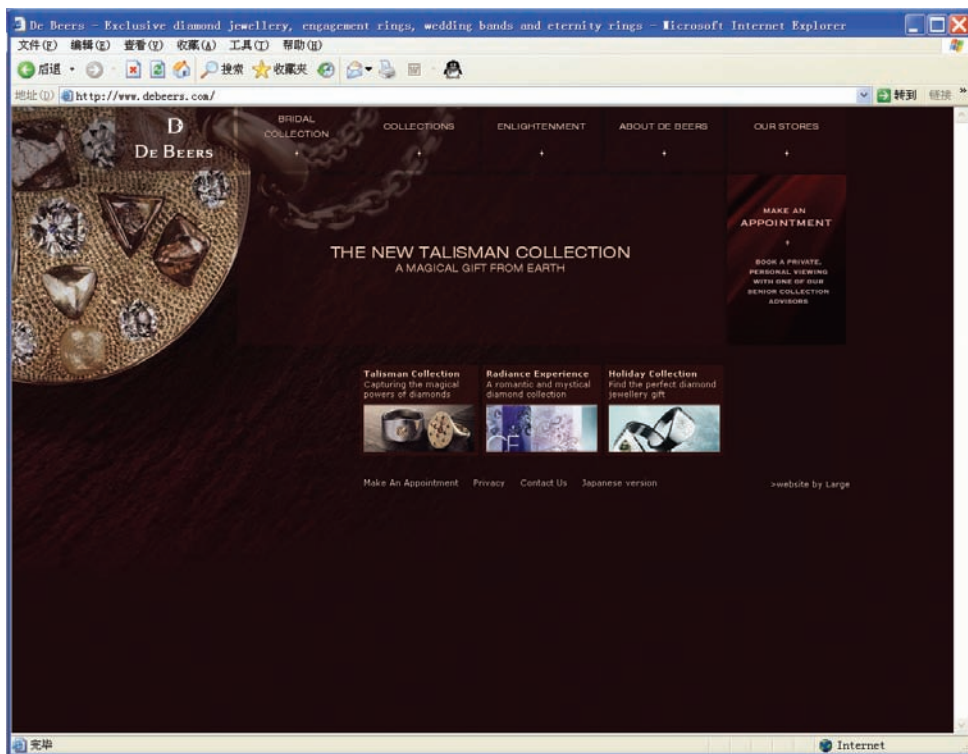 De Beers - Exclusive diamond jewellery, engagement rings, wedding bands and eternity rings - Microsoft Internet Explorer
文件(F) 编辑(E) 查看(V) 收藏(A) 工具(T) 帮助(H)
后退 搜索 收藏夹
地址(D) http://www.debeers.com/ 转到 链接 »
D
DE BEERS
BRIDAL
COLLECTION
+
COLLECTIONS
+
ENLIGHTENMENT
+
ABOUT DE BEERS
+
OUR STORES
+
THE NEW TALISMAN COLLECTION
A MAGICAL GIFT FROM EARTH
MAKE AN
APPOINTMENT
+
BOOK A PRIVATE,
PERSONAL VIEWING
WITH ONE OF OUR
SENIOR COLLECTION
ADVISORS
Talisman Collection
Capturing the magical
powers of diamonds
Radiance Experience
A romantic and mystical
diamond collection
Holiday Collection
Find the perfect diamond
jewellery gift
Make An Appointment Privacy Contact Us Japanese version
>website by Large
完毕 Internet